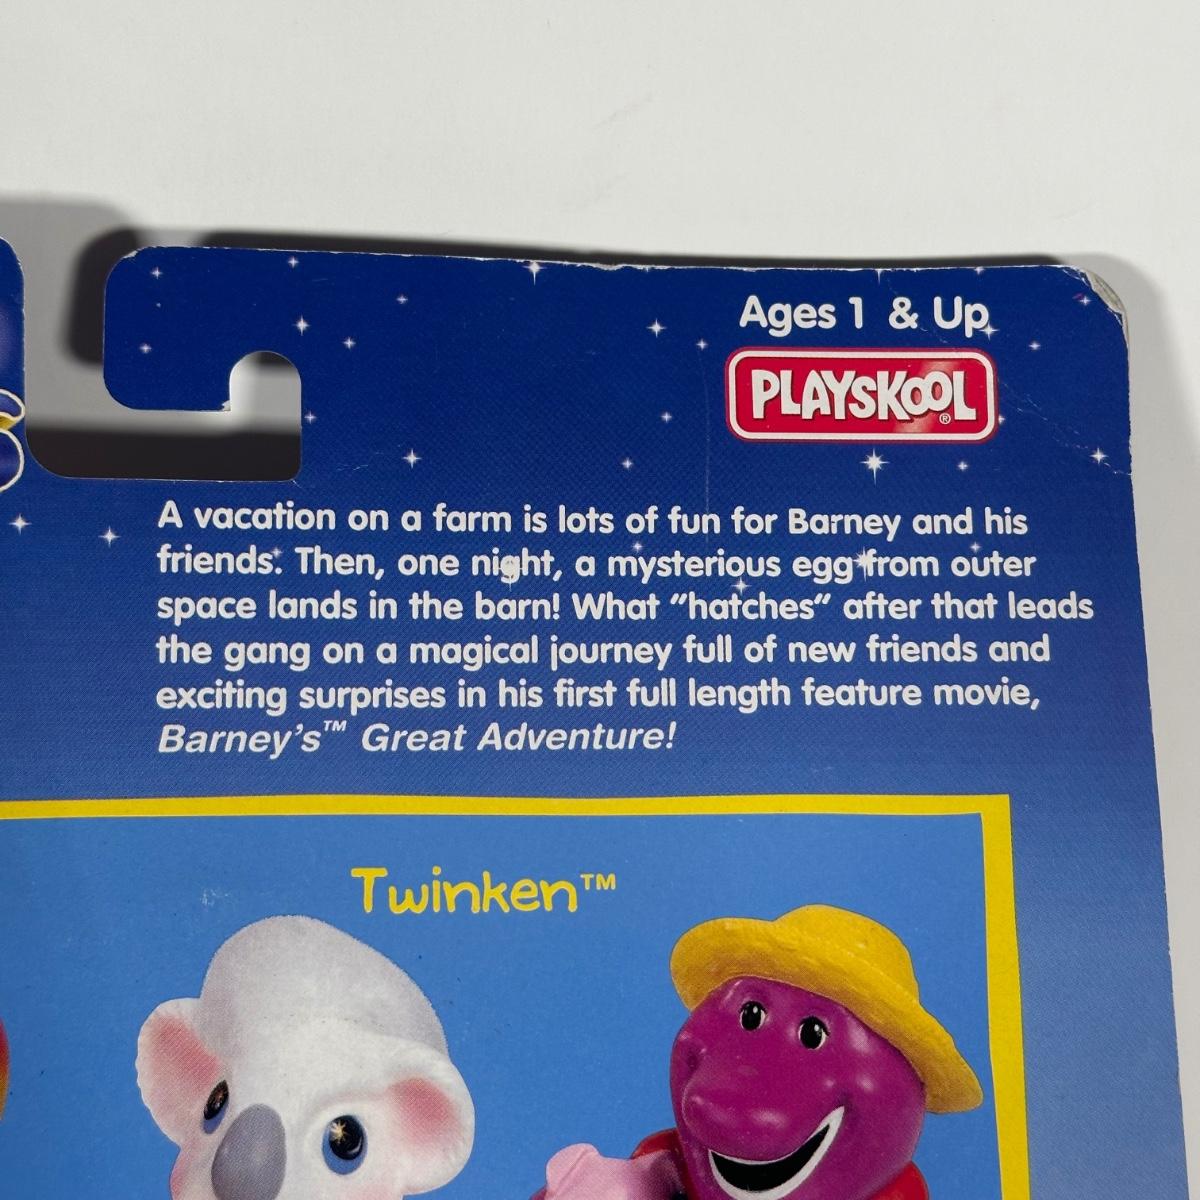 Ages 1 & Up
PLAYSKOOL®
A vacation on a farm is lots of fun for Barney and his
friends. Then, one night, a mysterious egg from outer
space lands in the barn! What "hatches" after that leads
the gang on a magical journey full of new friends and
exciting surprises in his first full length feature movie,
Barney's™ Great Adventure!
Twinken™